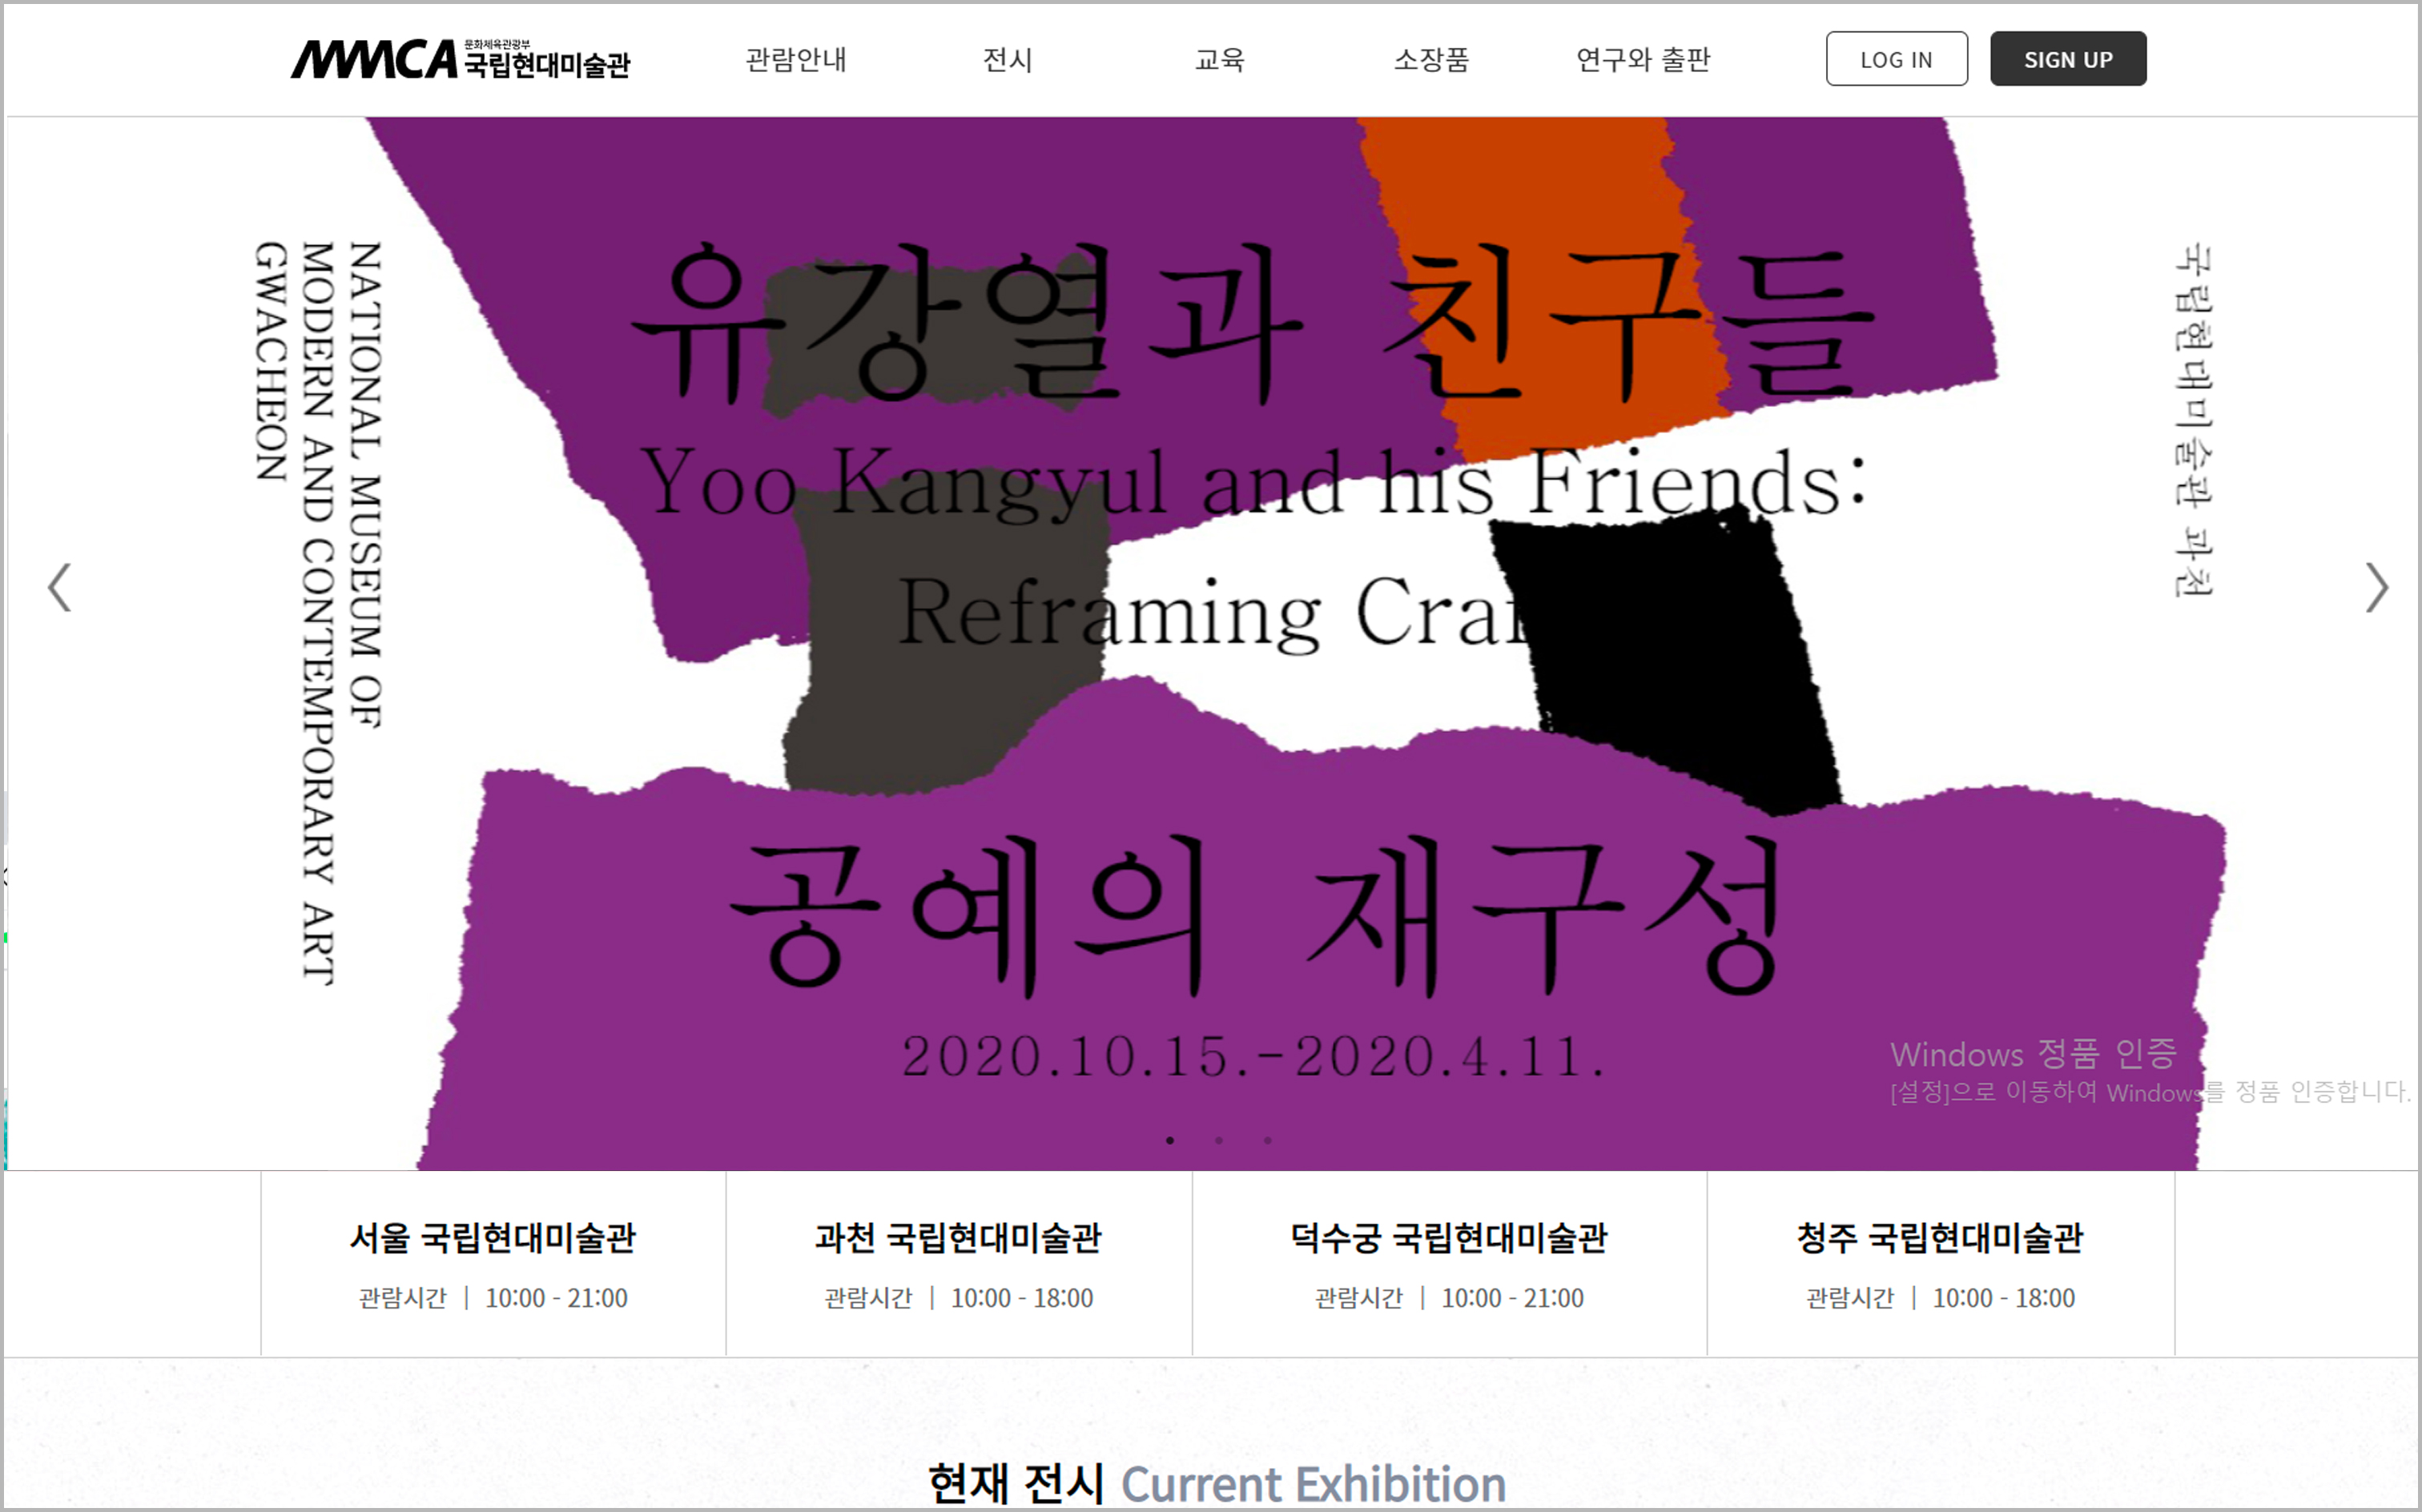 MMCA 문화체육관광부
국립현대미술관
관람안내
전시
교육
소장품
연구와 출판
LOG IN
SIGN UP
NATIONAL MUSEUM OF
MODERN AND CONTEMPORARY ART
GWACHEON
유강열과 친구들
Yoo Kangyul and his Friends:
Reframing
공예의 재구성
2020.10.15.-2020.4.11.
국립현대미술관 과천
Windows 정품 인증
[설정]으로 이동하여 Windows를 정품 인증합니다.
서울 국립현대미술관
관람시간 | 10:00 - 21:00
과천 국립현대미술관
관람시간 | 10:00 - 18:00
덕수궁 국립현대미술관
관람시간 | 10:00 - 21:00
청주 국립현대미술관
관람시간 | 10:00 - 18:00
현재 전시 Current Exhibition